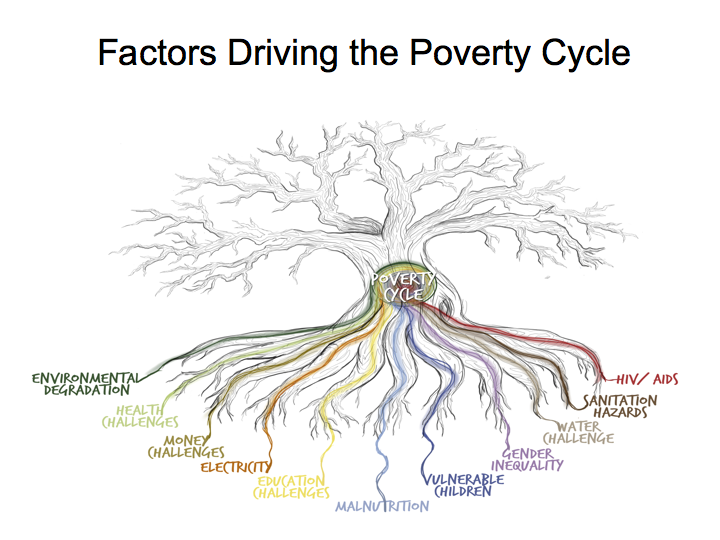 Factors Driving the Poverty Cycle
POVERTY
CYCLE
ENVIRONMENTAL
DEGRADATION
HEALTH
CHALLENGES
MONEY
CHALLENGES
ELECTRICITY
EDUCATION
CHALLENGES
MALNUTRITION
VULNERABLE
CHILDREN
GENDER
INEQUALITY
WATER
CHALLENGE
SANITATION
HAZARDS
HIV/ AIDS